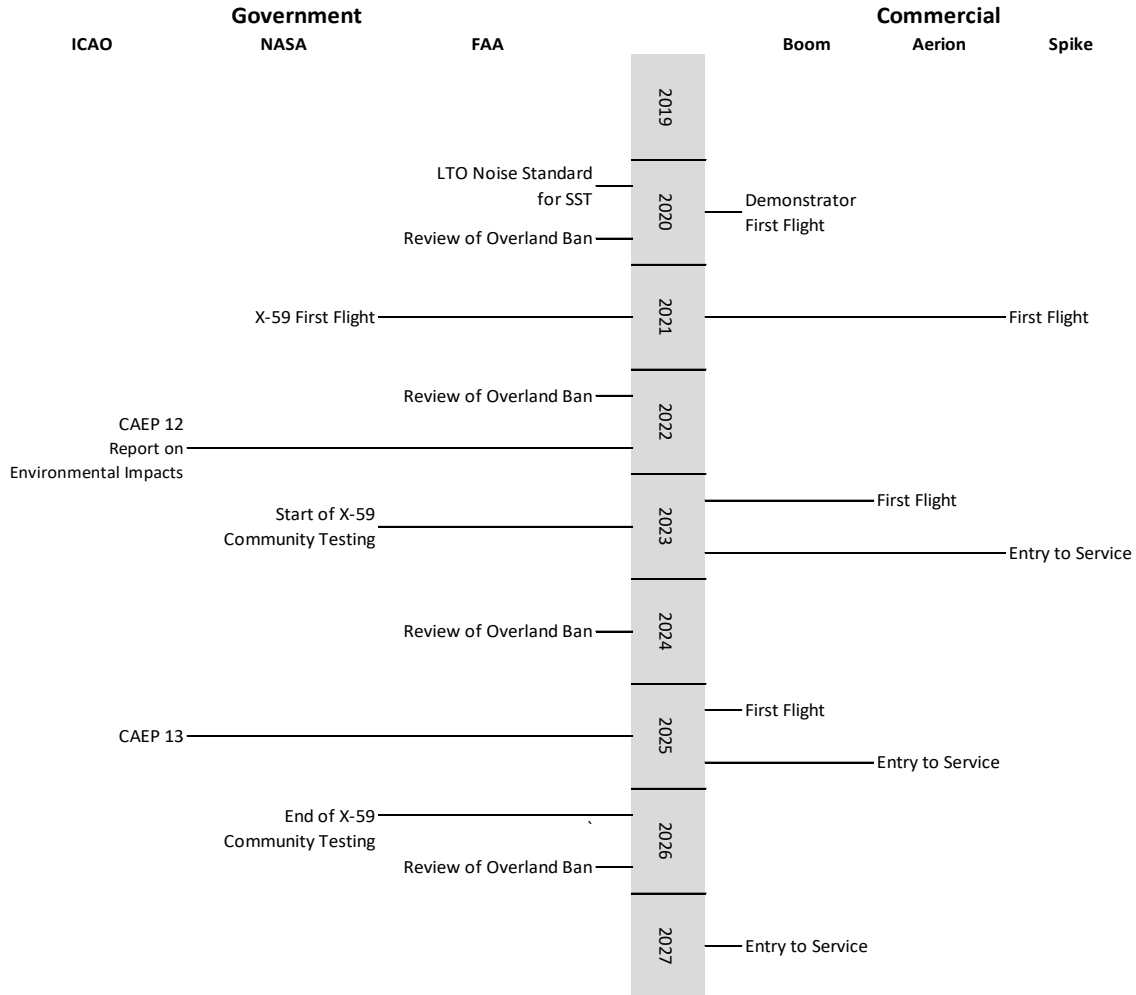 Government
Commercial
ICAO
NASA
FAA
Boom
Aerion
Spike
2019
LTO Noise Standard
for SST
2020
Demonstrator
First Flight
Review of Overland Ban
X-59 First Flight
2021
First Flight
Review of Overland Ban
2022
CAEP 12
Report on
Environmental Impacts
First Flight
Start of X-59
Community Testing
2023
Entry to Service
Review of Overland Ban
2024
First Flight
CAEP 13
2025
Entry to Service
End of X-59
Community Testing
`
2026
Review of Overland Ban
2027
Entry to Service